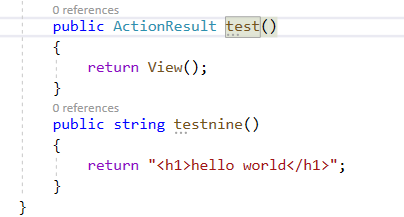 0 references
public ActionResult test()
{
return View();
}
0 references
public string testnine()
{
return "<h1>hello world</h1>";
}
}